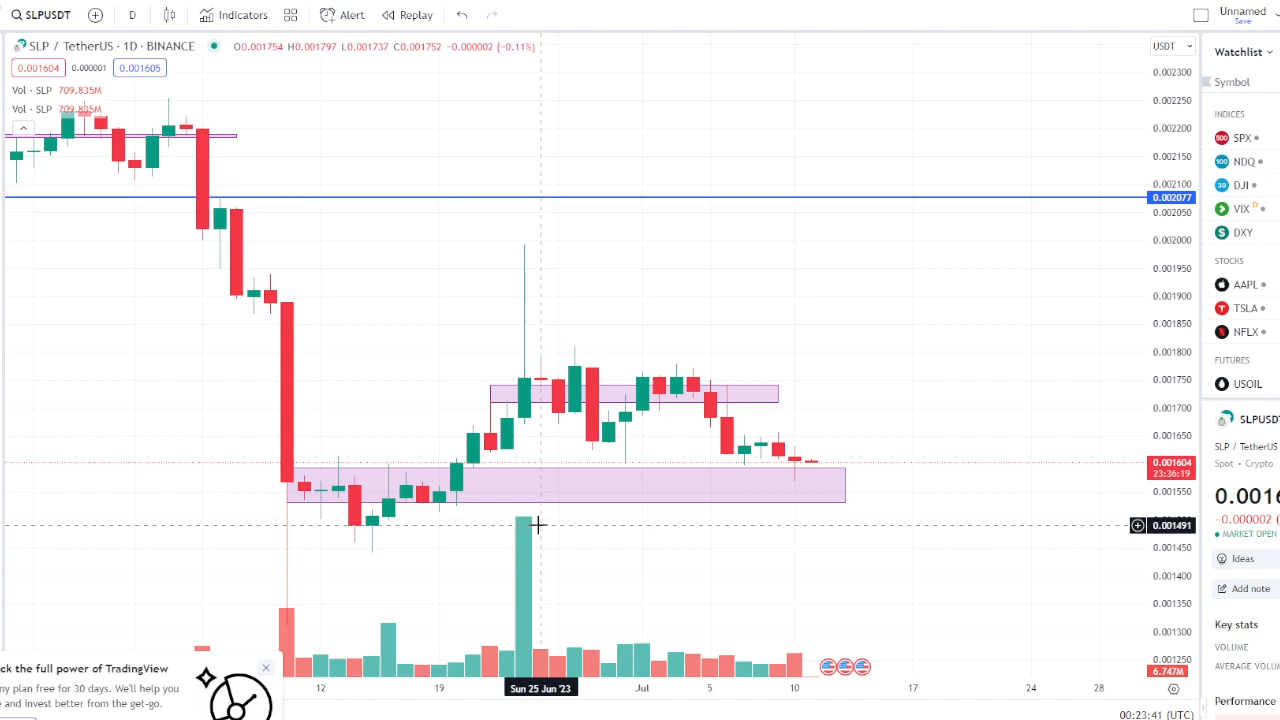 SLPUSDT
D
Indicators
Alert
Replay
Unnamed
Save
SLP / TetherUS · 1D · BINANCE
O0.001754 H0.001797 L0.001737 C0.001752 −0.000002 (−0.11%)
0.001604
0.000001
0.001605
Vol · SLP 709.835M
Vol · SLP 709.835M
USDT
0.002300
0.002250
0.002200
0.002150
0.002100
0.002077
0.002050
0.002000
0.001950
0.001900
0.001850
0.001800
0.001750
0.001700
0.001650
0.001604
23:36:19
0.001550
0.001491
0.001450
0.001400
0.001350
0.001300
0.001250
6.747M
12
19
Sun 25 Jun '23
Jul
5
10
17
24
28
00:23:41 (UTC)
ck the full power of TradingView
ny plan free for 30 days. We'll help you
e and invest better from the get-go.
Watchlist
Symbol
INDICES
500 SPX
100 NDQ
30 DJI
VIX D
$ DXY
STOCKS
AAPL
TSLA
NFLX
FUTURES
USOIL
SLPUSDT
SLP / TetherUS
Spot • Crypto
0.0016
−0.000002 (
MARKET OPEN
Ideas
Add note
Key stats
VOLUME
AVERAGE VOLU
Performance